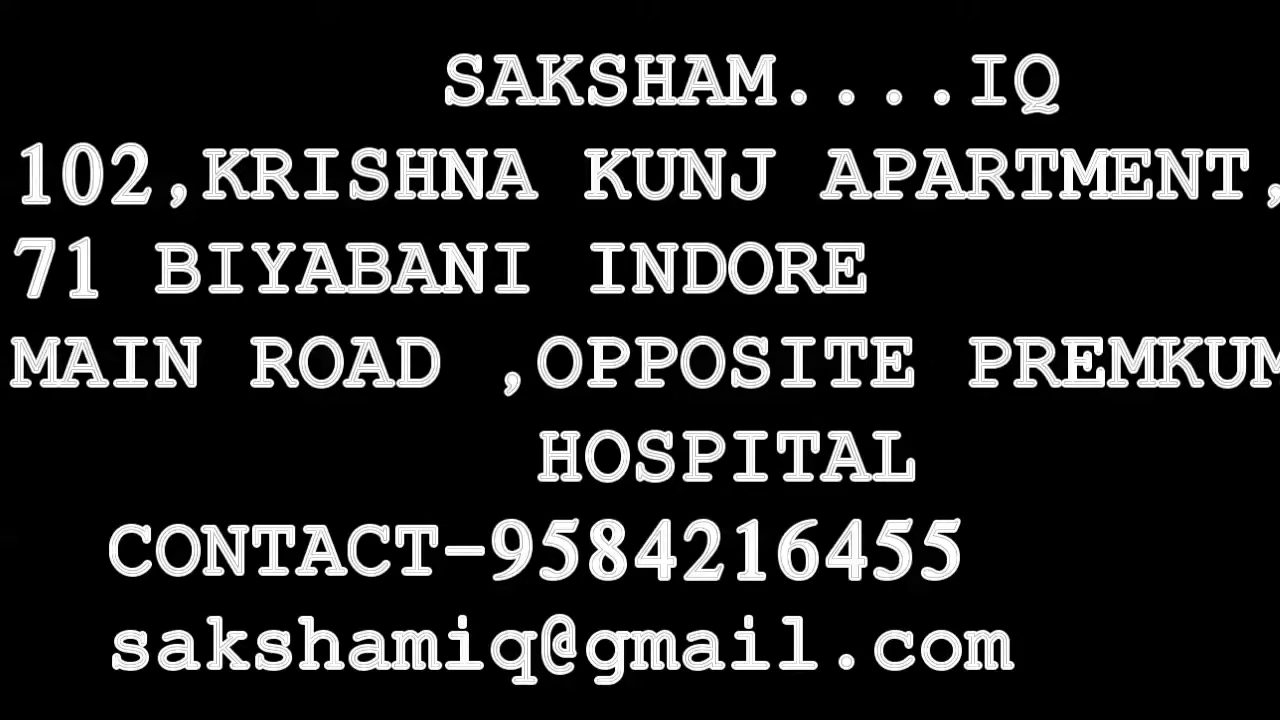 SAKSHAM....IQ
102,KRISHNA KUNJ APARTMENT,
71 BIYABANI INDORE
MAIN ROAD ,OPPOSITE PREMKUM
HOSPITAL
CONTACT-9584216455
sakshamiq@gmail.com